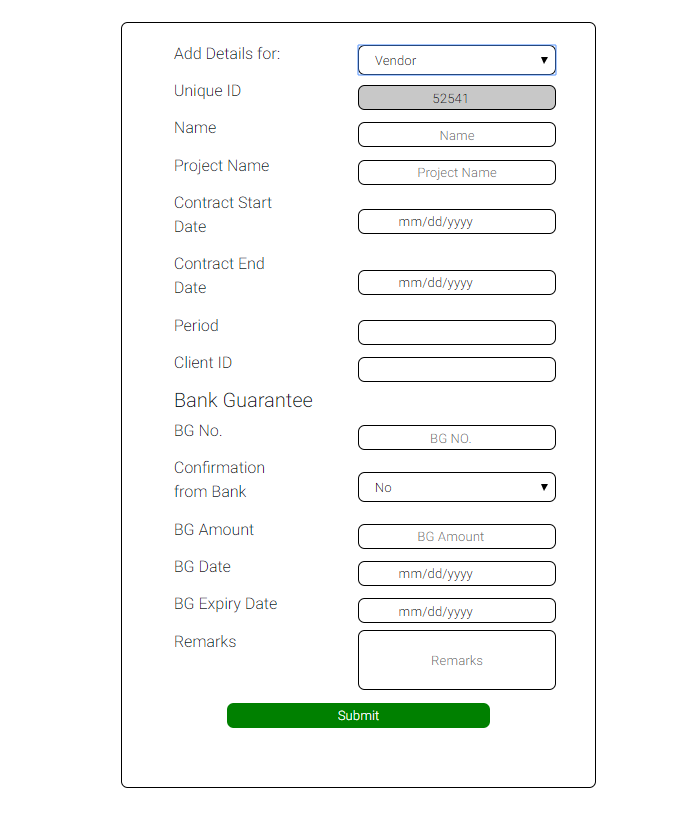 Add Details for:
Vendor
Unique ID
52541
Name
Name
Project Name
Project Name
Contract Start
Date
mm/dd/yyyy
Contract End
Date
mm/dd/yyyy
Period
Client ID
Bank Guarantee
BG No.
BG NO.
Confirmation
from Bank
No
BG Amount
BG Amount
BG Date
mm/dd/yyyy
BG Expiry Date
mm/dd/yyyy
Remarks
Remarks
Submit